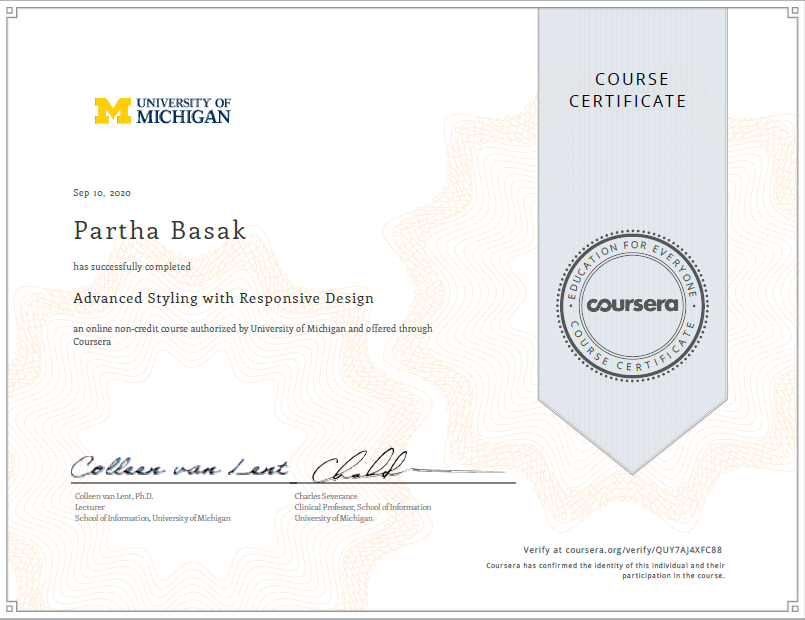 UNIVERSITY OF
MICHIGAN
COURSE
CERTIFICATE
Sep 10, 2020
Partha Basak
has successfully completed
Advanced Styling with Responsive Design
an online non-credit course authorized by University of Michigan and offered through
Coursera
EDUCATION FOR EVERYONE
coursera
COURSE CERTIFICATE
Colleen van Lent
Colleen van Lent, Ph.D.
Lecturer
School of Information, University of Michigan
Charles Severance
Clinical Professor, School of Information
University of Michigan
Verify at coursera.org/verify/QUY7AJ4XFC88
Coursera has confirmed the identity of this individual and their
participation in the course.